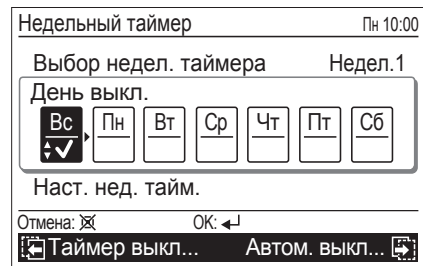 Недельный таймер Пн 10:00
Выбор недел. таймера Недел.1
День выкл.
Вс Пн Вт Ср Чт Пт Сб
Наст. нед. тайм.
Отмена: OK:
Таймер выкл... Автом. выкл...